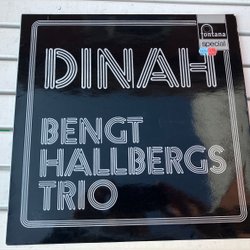 fontana
special
DINAH
BENGT
HALLBERGS
TRIO